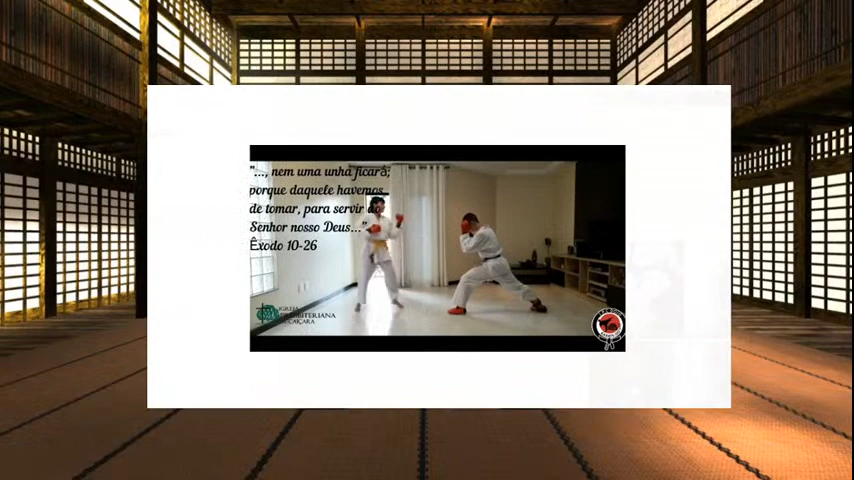 "..., nem uma unha ficará;
porque daquele havemos
de tomar, para servir ao
Senhor nosso Deus..."
Êxodo 10-26
IGREJA
PRESBITERIANA
CAIÇARA